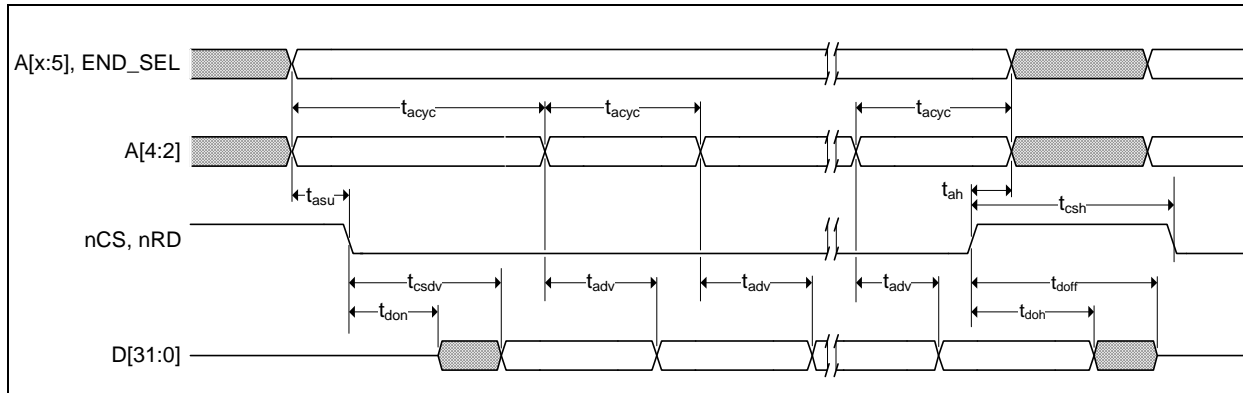 A[x:5], END_SEL
tacyc tacyc tacyc
A[4:2]
tasu
tah
tcsh
nCS, nRD
tcsdv tadv tadv tadv tdoff
tdon tdoh
D[31:0]